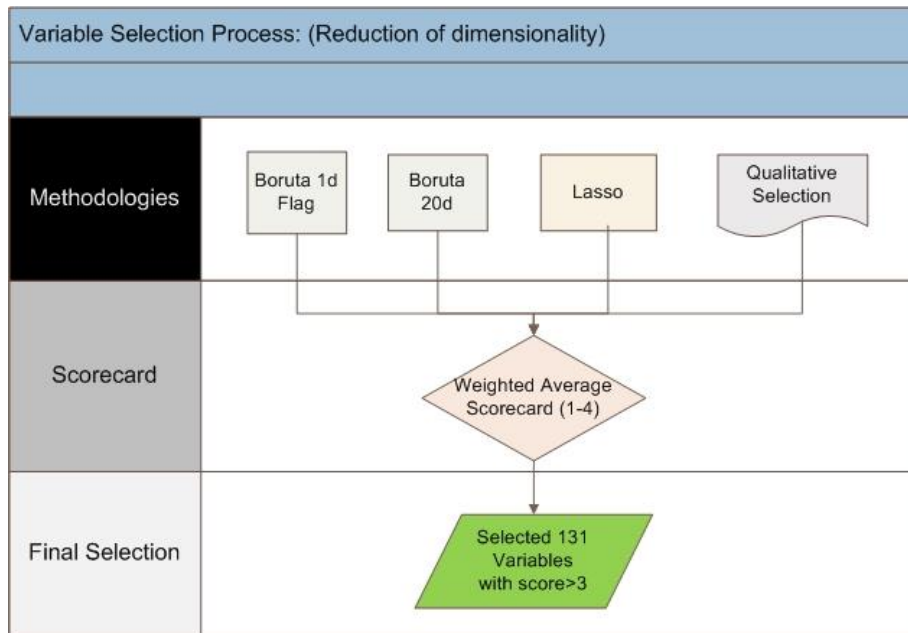 Variable Selection Process: (Reduction of dimensionality)
Methodologies
Boruta 1d
Flag
Boruta
20d
Lasso
Qualitative
Selection
Scorecard
Weighted Average
Scorecard (1-4)
Final Selection
Selected 131
Variables
with score>3